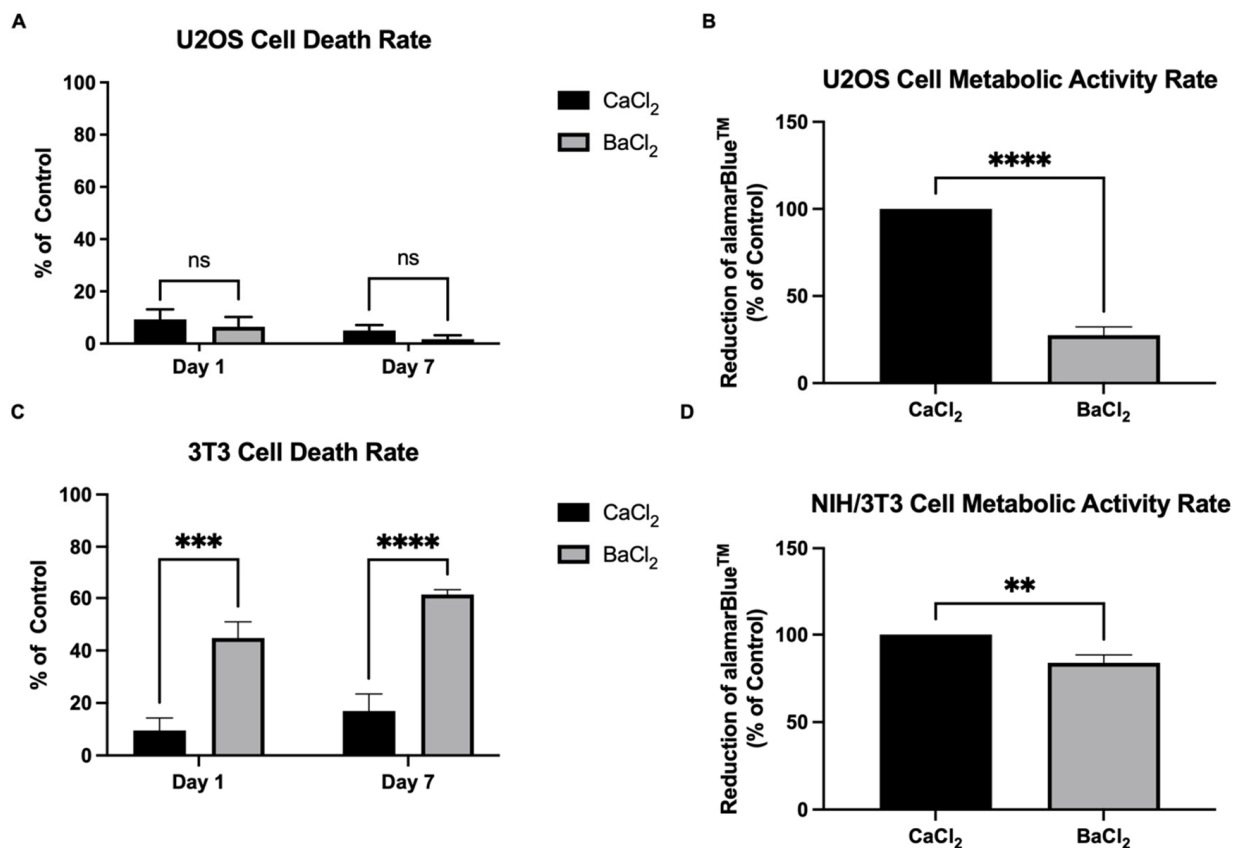 A
U2OS Cell Death Rate
% of Control
100
80
60
40
20
0
ns
ns
Day 1
Day 7
CaCl₂
BaCl₂
B
U2OS Cell Metabolic Activity Rate
Reduction of alamarBlue™
(% of Control)
150
100
50
0
****
CaCl₂
BaCl₂
C
3T3 Cell Death Rate
% of Control
100
80
60
40
20
0
***
****
Day 1
Day 7
CaCl₂
BaCl₂
D
NIH/3T3 Cell Metabolic Activity Rate
Reduction of alamarBlue™
(% of Control)
150
100
50
0
**
CaCl₂
BaCl₂